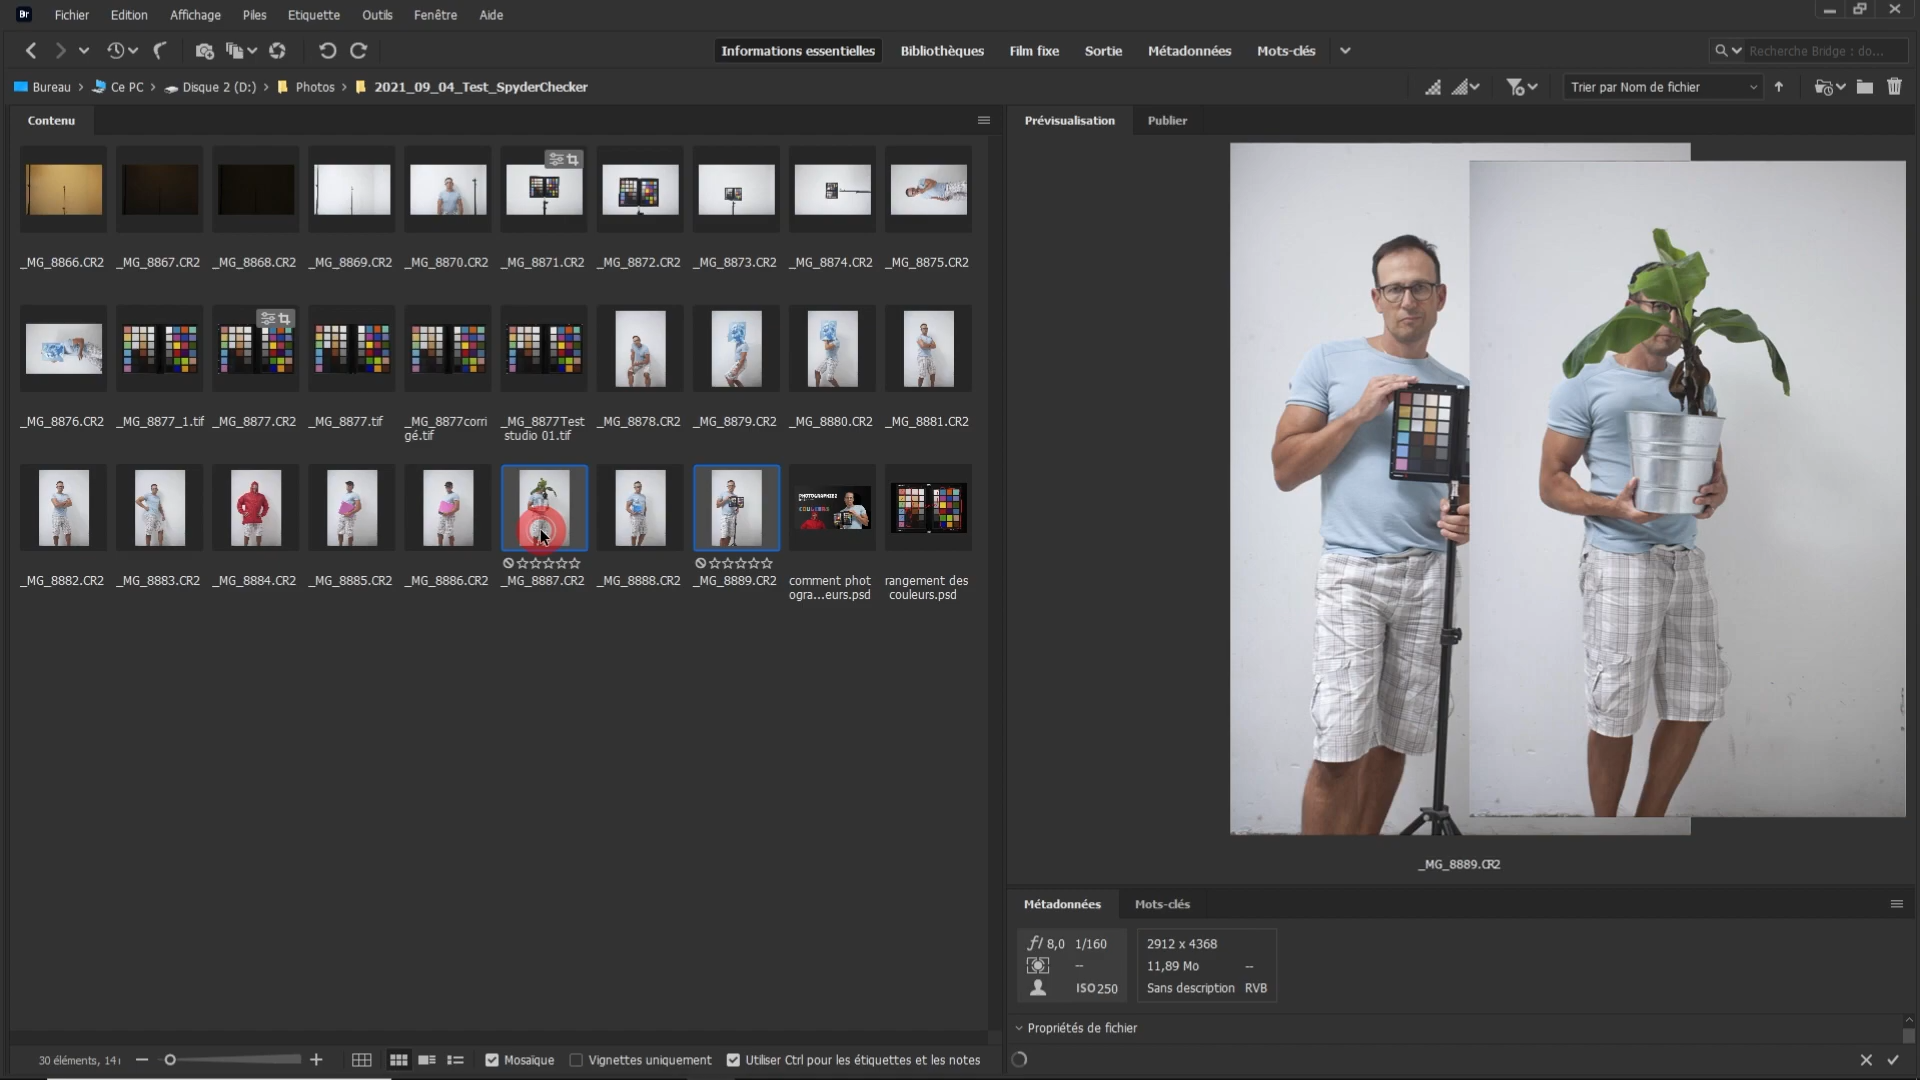 Br Fichier Edition Affichage Piles Etiquette Outils Fenêtre Aide
Informations essentielles Bibliothèques Film fixe Sortie Métadonnées Mots-clés Recherche Bridge : do...
Bureau Ce PC Disque 2 (D:) Photos 2021_09_04_Test_SpyderChecker Trier par Nom de fichier
Contenu
Prévisualisation Publier
_MG_8866.CR2 _MG_8867.CR2 _MG_8868.CR2 _MG_8869.CR2 _MG_8870.CR2 _MG_8871.CR2 _MG_8872.CR2 _MG_8873.CR2 _MG_8874.CR2 _MG_8875.CR2
_MG_8876.CR2 _MG_8877_1.tif _MG_8877.CR2 _MG_8877.tif _MG_8877corri _MG_8877Test _MG_8878.CR2 _MG_8879.CR2 _MG_8880.CR2 _MG_8881.CR2
gé.tif studio 01.tif
COULEURS
_MG_8882.CR2 _MG_8883.CR2 _MG_8884.CR2 _MG_8885.CR2 _MG_8886.CR2 _MG_8887.CR2 _MG_8888.CR2 _MG_8889.CR2 comment phot rangement des
ogra...eurs.psd couleurs.psd
_MG_8889.CR2
Métadonnées Mots-clés
f/ 8,0 1/160 2912 x 4368
-- 11,89 Mo --
ISO 250 Sans description RVB
Propriétés de fichier
30 éléments, 14 Mosaïque Vignettes uniquement Utiliser Ctrl pour les étiquettes et les notes